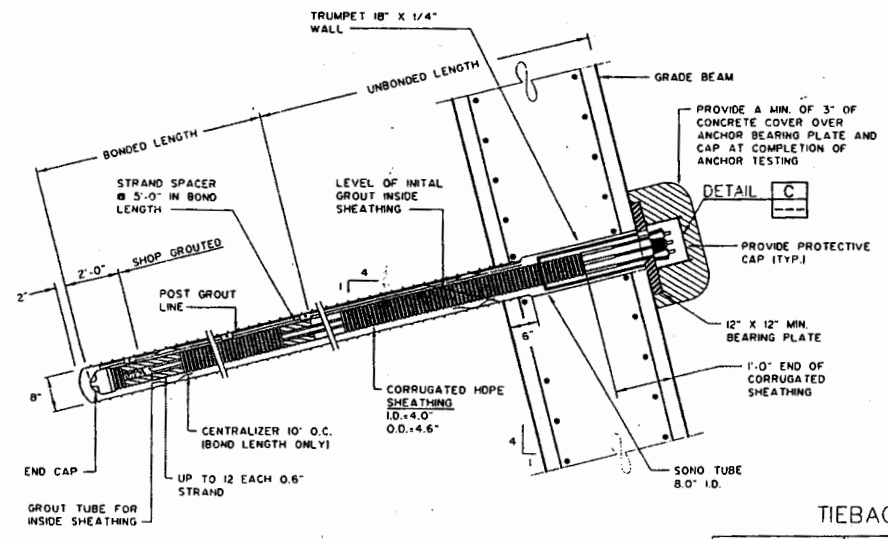 TRUMPET 18" X 1/4"
WALL
UNBONDED LENGTH
GRADE BEAM
BONDED LENGTH
PROVIDE A MIN. OF 3" OF
CONCRETE COVER OVER
ANCHOR BEARING PLATE AND
CAP AT COMPLETION OF
ANCHOR TESTING
STRAND SPACER
@ 5'-0" IN BOND
LENGTH
LEVEL OF INITAL
GROUT INSIDE
SHEATHING
DETAIL C
----
2'-0"
SHOP GROUTED
2"
4
1
PROVIDE PROTECTIVE
CAP (TYP.)
POST GROUT
LINE
12" X 12" MIN.
BEARING PLATE
6"
8"
1'-0" END OF
CORRUGATED
SHEATHING
CORRUGATED HDPE
SHEATHING
I.D.=4.0"
O.D.=4.6"
CENTRALIZER 10' O.C.
(BOND LENGTH ONLY)
4
1
END CAP
UP TO 12 EACH 0.6"
STRAND
SONO TUBE
8.0" I.D.
GROUT TUBE FOR
INSIDE SHEATHING
TIEBAC